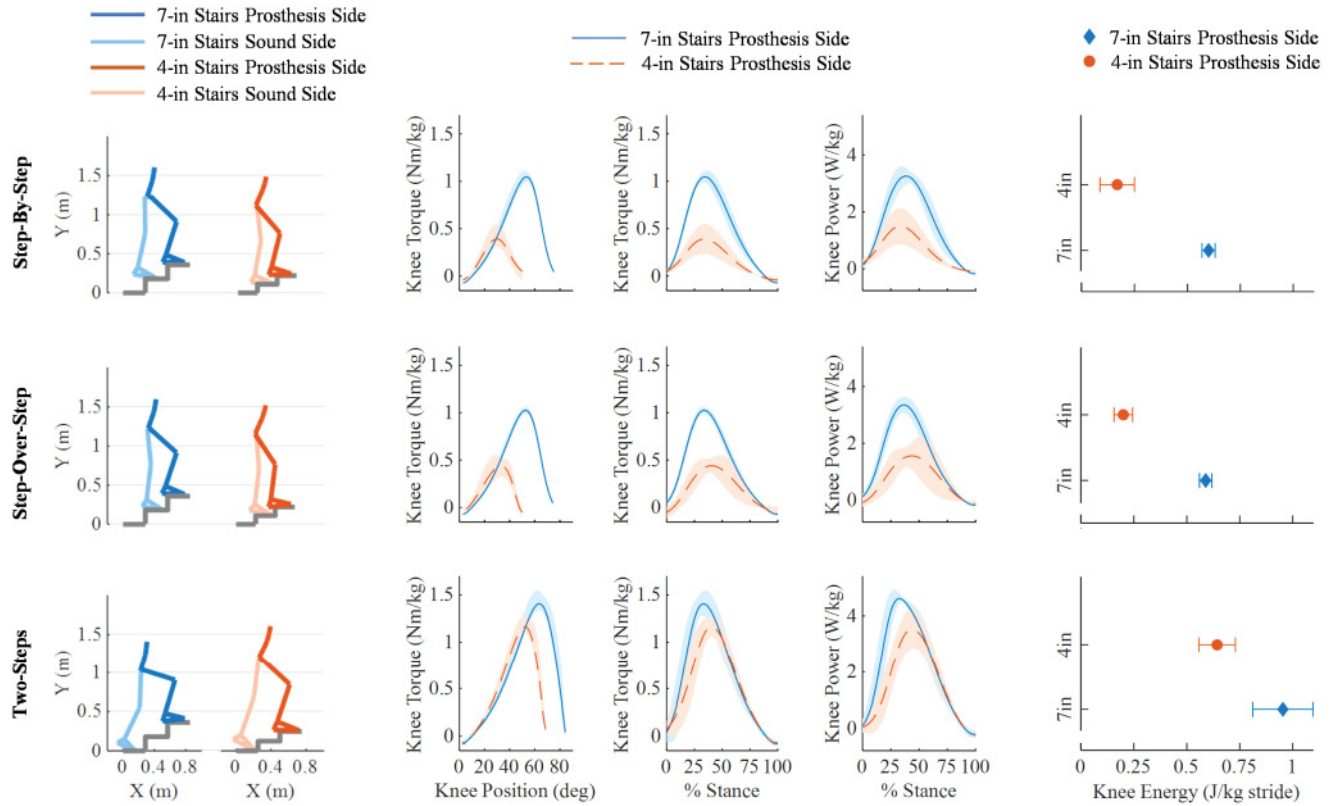 7-in Stairs Prosthesis Side
7-in Stairs Sound Side
4-in Stairs Prosthesis Side
4-in Stairs Sound Side
7-in Stairs Prosthesis Side
4-in Stairs Prosthesis Side
7-in Stairs Prosthesis Side
4-in Stairs Prosthesis Side
Step-By-Step
Y (m)
1.5
1
0.5
0
Knee Torque (Nm/kg)
1.5
1
0.5
0
Knee Torque (Nm/kg)
1.5
1
0.5
0
Knee Power (W/kg)
4
2
0
4in
7in
Step-Over-Step
Y (m)
1.5
1
0.5
0
Knee Torque (Nm/kg)
1.5
1
0.5
0
Knee Torque (Nm/kg)
1.5
1
0.5
0
Knee Power (W/kg)
4
2
0
4in
7in
Two-Steps
Y (m)
1.5
1
0.5
0
0 0.4 0.8
X (m)
0 0.4 0.8
X (m)
Knee Torque (Nm/kg)
1.5
1
0.5
0
0 20 40 60 80
Knee Position (deg)
Knee Torque (Nm/kg)
1.5
1
0.5
0
0 25 50 75 100
% Stance
Knee Power (W/kg)
4
2
0
0 25 50 75 100
% Stance
4in
7in
0 0.25 0.5 0.75 1
Knee Energy (J/kg stride)